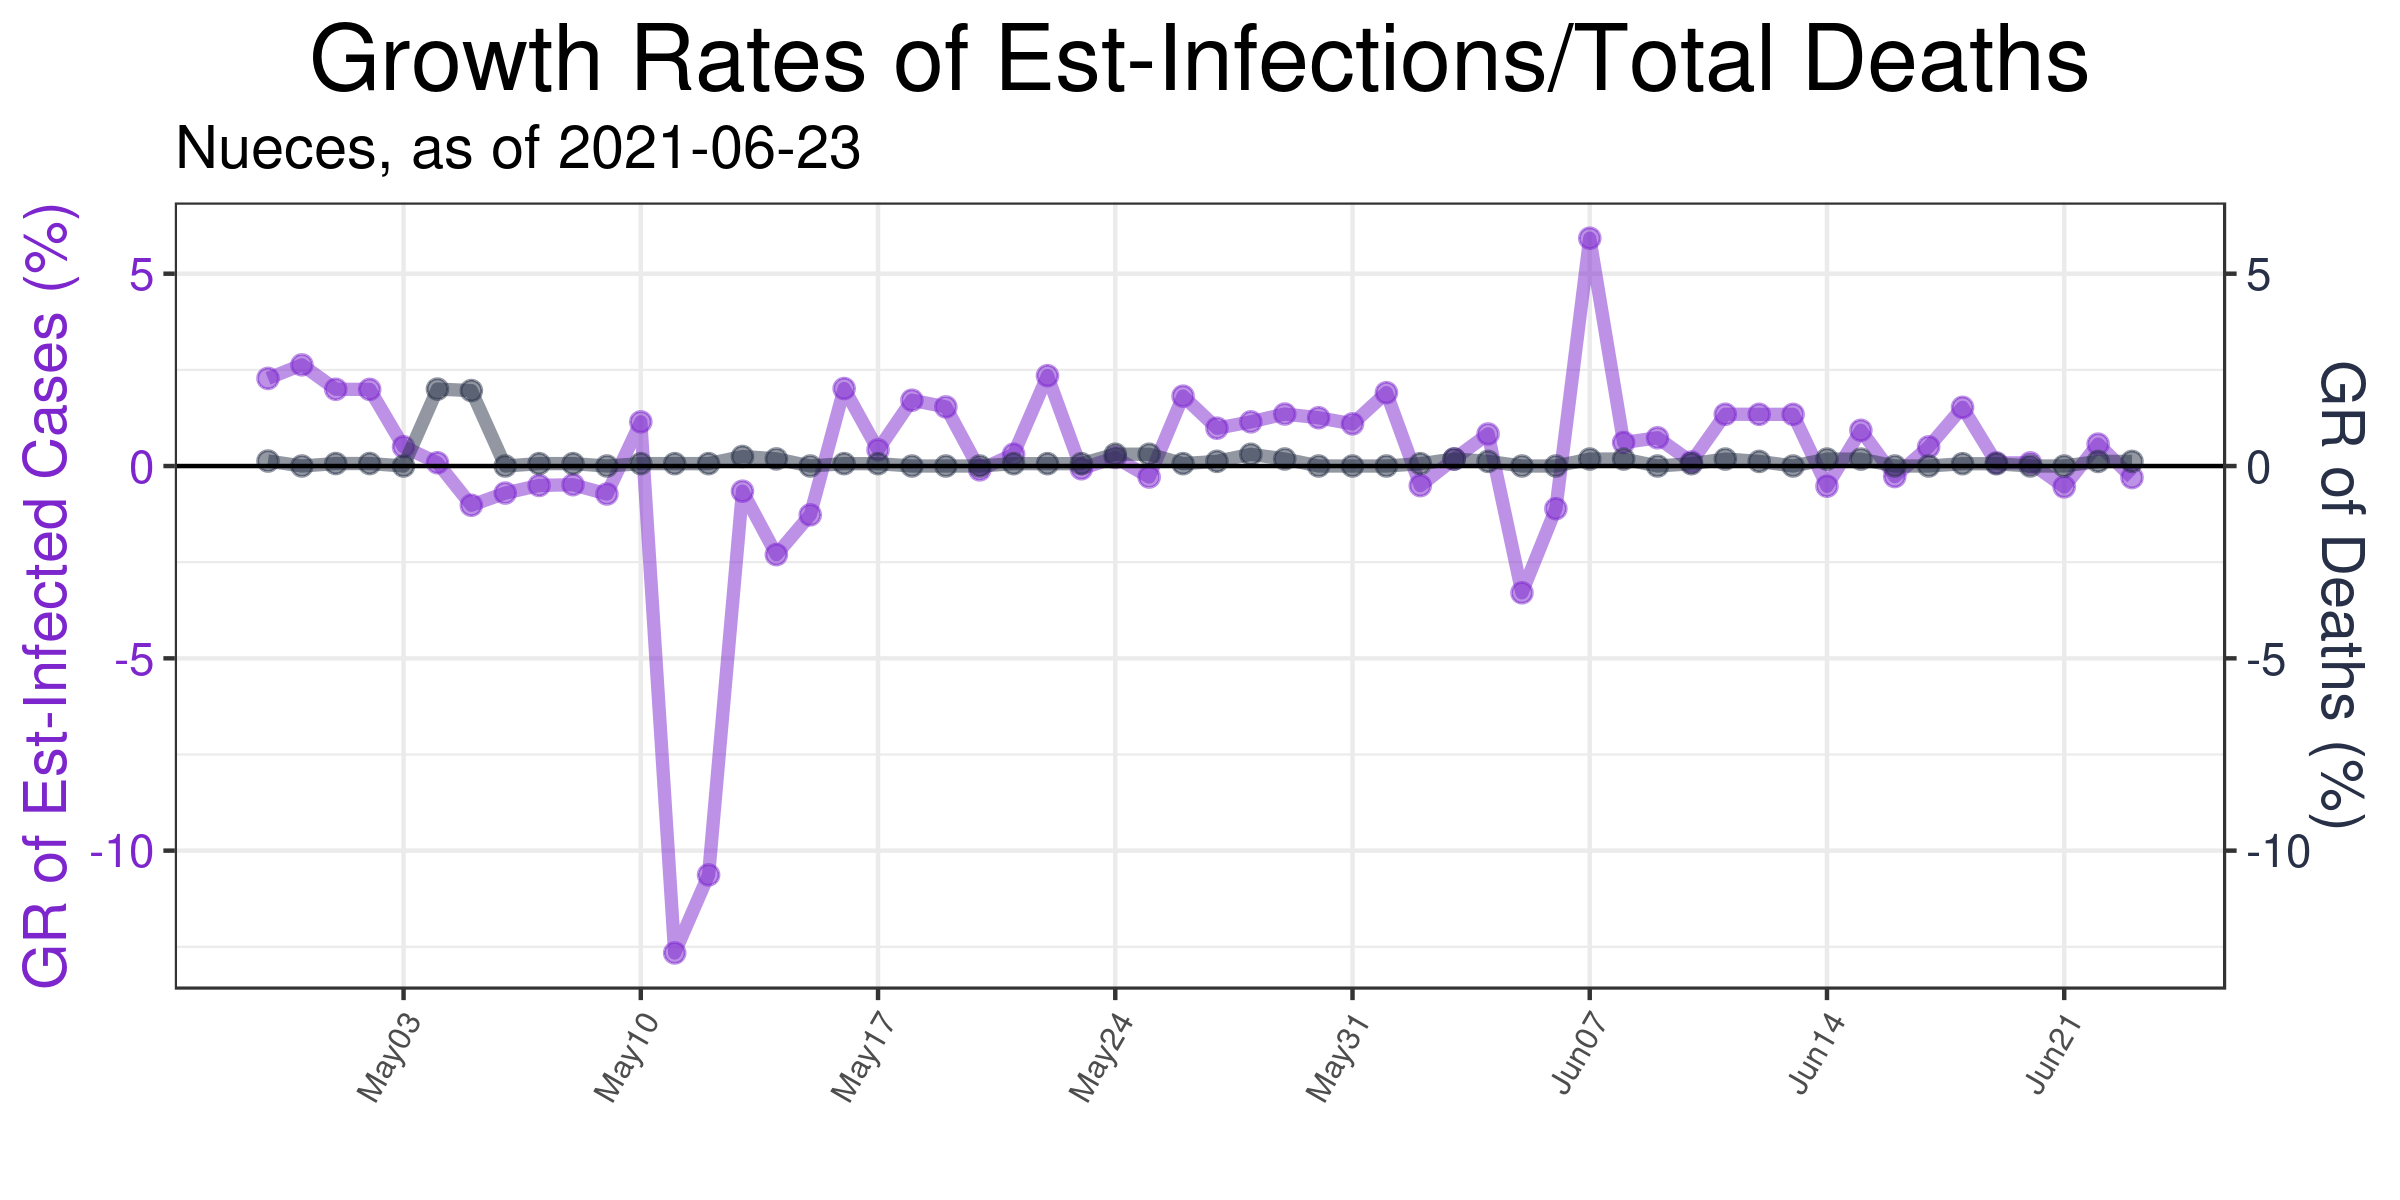 Growth Rates of Est-Infections/Total Deaths
Nueces, as of 2021-06-23
GR of Est-Infected Cases (%)
5
0
-5
-10
5
0
-5
-10
GR of Deaths (%)
May03
May10
May17
May24
May31
Jun07
Jun14
Jun21